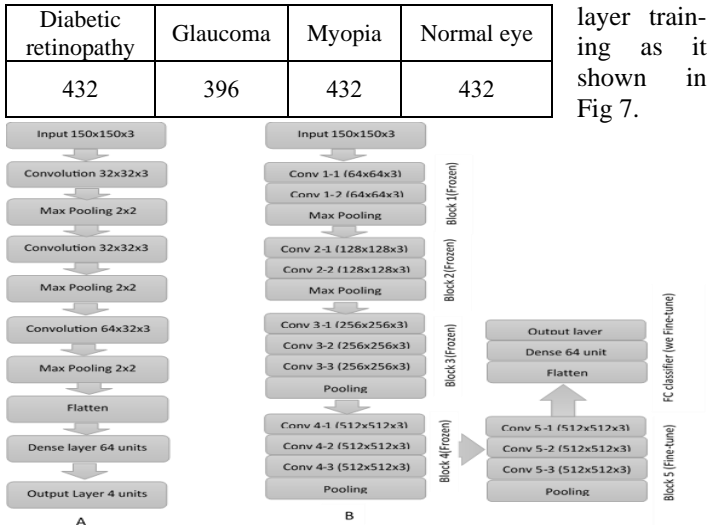 Diabetic
retinopathy
Glaucoma
Myopia
Normal eye
432
396
432
432
layer train-
ing as it
shown in
Fig 7.
Input 150x150x3
Convolution 32x32x3
Max Pooling 2x2
Convolution 32x32x3
Max Pooling 2x2
Convolution 64x32x3
Max Pooling 2x2
Flatten
Dense layer 64 units
Output Layer 4 units
A
Input 150x150x3
Conv 1-1 (64x64x3)
Conv 1-2 (64x64x3)
Max Pooling
Block 1(Frozen)
Conv 2-1 (128x128x3)
Conv 2-2 (128x128x3)
Max Pooling
Block 2(Frozen)
Conv 3-1 (256x256x3)
Conv 3-2 (256x256x3)
Conv 3-3 (256x256x3)
Pooling
Block 3(Frozen)
Conv 4-1 (512x512x3)
Conv 4-2 (512x512x3)
Conv 4-3 (512x512x3)
Pooling
Block 4(Frozen)
B
Output layer
Dense 64 unit
Flatten
FC classifier (we Fine-tune)
Conv 5-1 (512x512x3)
Conv 5-2 (512x512x3)
Conv 5-3 (512x512x3)
Pooling
Block 5 (Fine-tune)